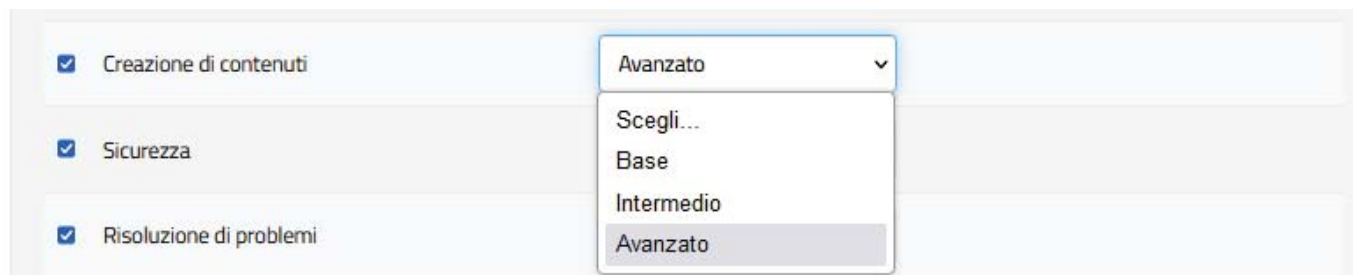 Creazione di contenuti
Avanzato
Scegli...
Sicurezza
Base
Intermedio
Risoluzione di problemi
Avanzato